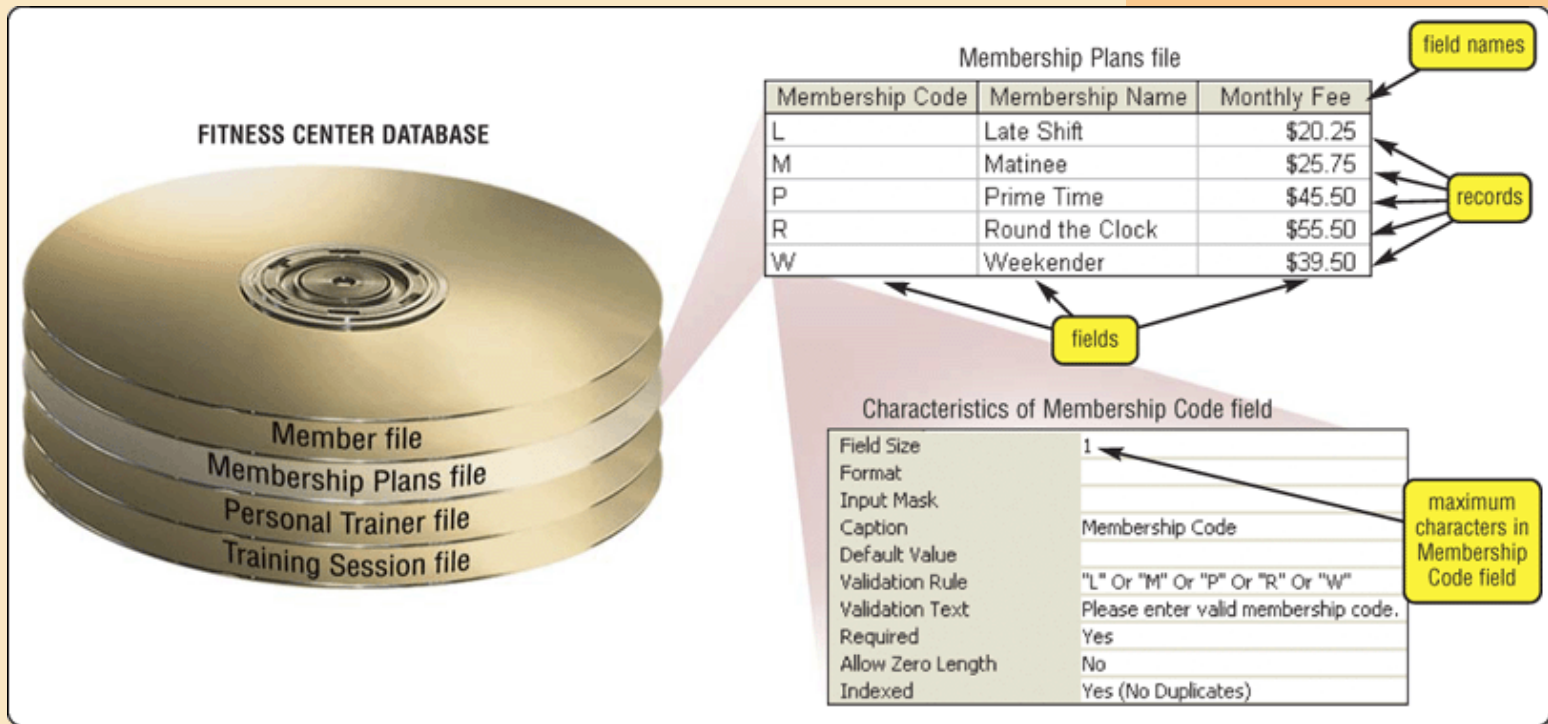 FITNESS CENTER DATABASE
Member file
Membership Plans file
Personal Trainer file
Training Session file
Membership Plans file
field names
Membership Code Membership Name Monthly Fee
L Late Shift $20.25
M Matinee $25.75
P Prime Time $45.50
R Round the Clock $55.50
W Weekender $39.50
records
fields
Characteristics of Membership Code field
Field Size 1
Format
Input Mask
Caption Membership Code
Default Value
Validation Rule "L" Or "M" Or "P" Or "R" Or "W"
Validation Text Please enter valid membership code.
Required Yes
Allow Zero Length No
Indexed Yes (No Duplicates)
maximum
characters in
Membership
Code field